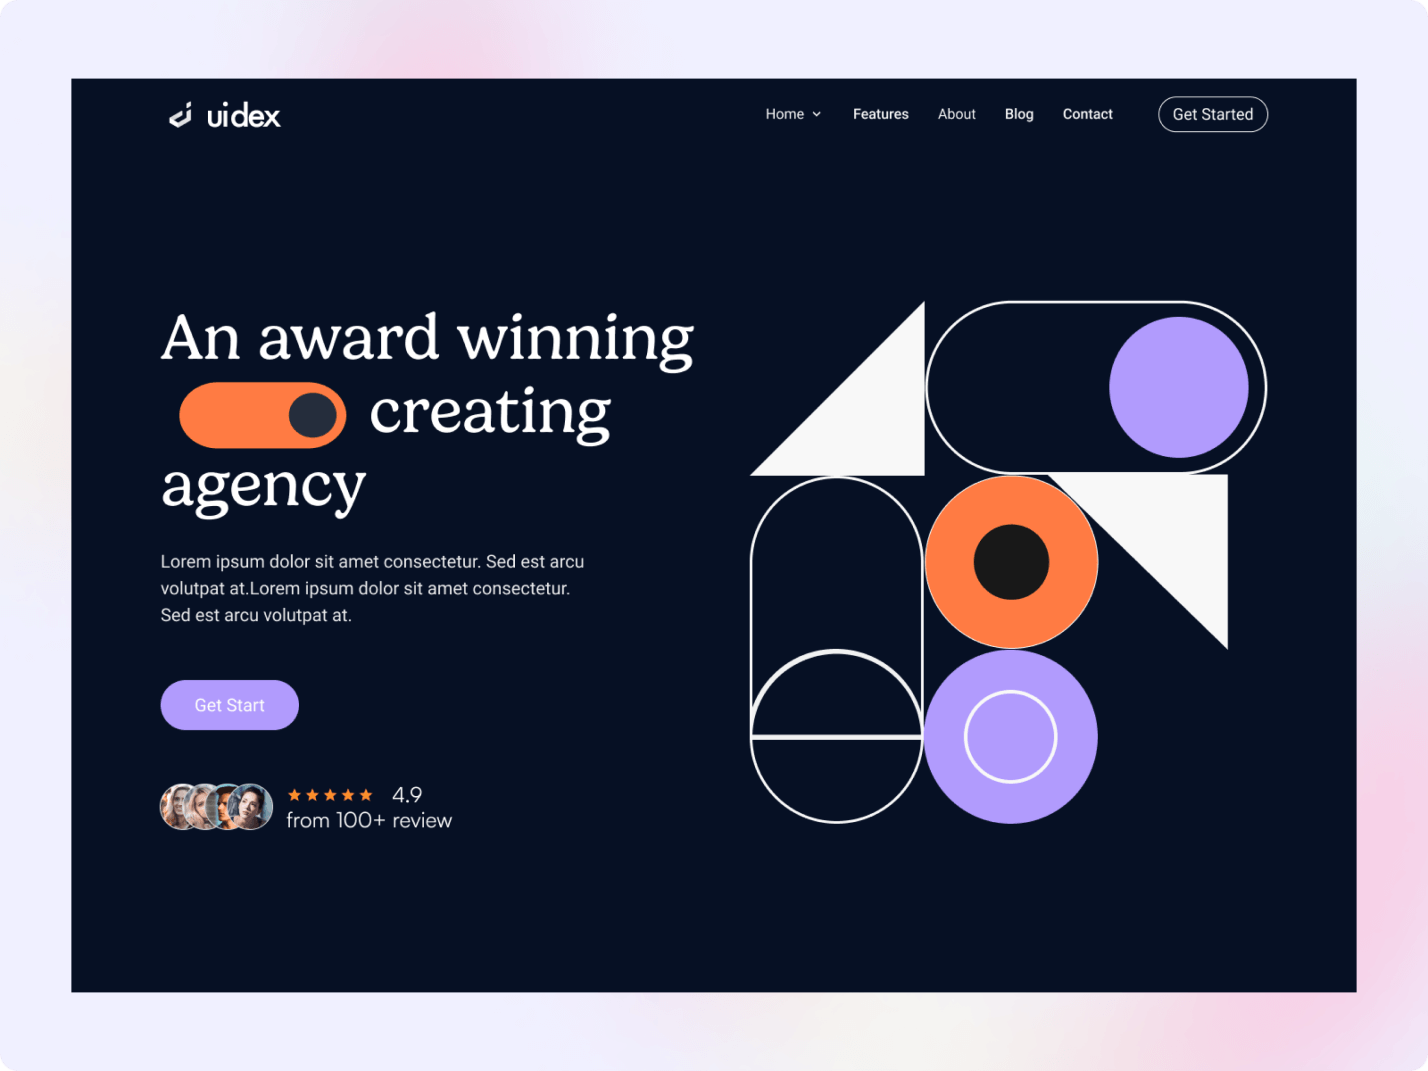 uidex
Home
Features
About
Blog
Contact
Get Started
An award winning
creating
agency
Lorem ipsum dolor sit amet consectetur. Sed est arcu
volutpat at.Lorem ipsum dolor sit amet consectetur.
Sed est arcu volutpat at.
Get Start
4.9
from 100+ review